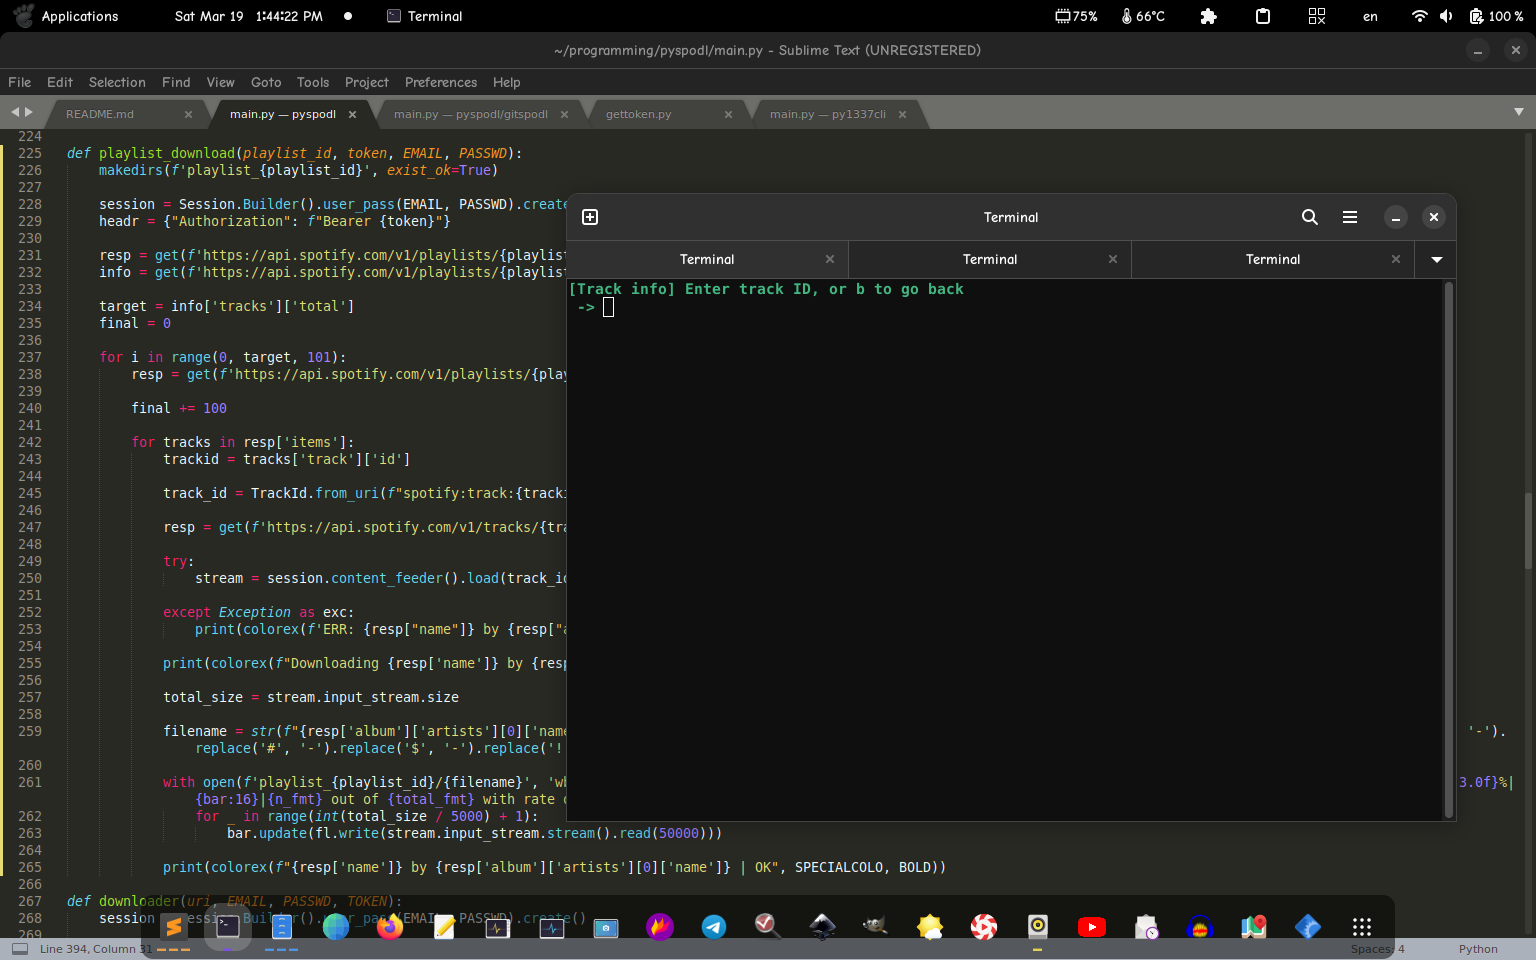 Applications Sat Mar 19 1:44:22 PM Terminal 75% 66°C en 100 %
~/programming/pyspodl/main.py - Sublime Text (UNREGISTERED)
File Edit Selection Find View Goto Tools Project Preferences Help
README.md main.py — pyspodl main.py — pyspodl/gitspodl gettoken.py main.py — py1337cli
224
225 def playlist_download(playlist_id, token, EMAIL, PASSWD):
226 makedirs(f'playlist_{playlist_id}', exist_ok=True)
227
228 session = Session.Builder().user_pass(EMAIL, PASSWD).create
229 headr = {"Authorization": f"Bearer {token}"}
230
231 resp = get(f'https://api.spotify.com/v1/playlists/{playlist
232 info = get(f'https://api.spotify.com/v1/playlists/{playlist
233
234 target = info['tracks']['total']
235 final = 0
236
237 for i in range(0, target, 101):
238 resp = get(f'https://api.spotify.com/v1/playlists/{play
239
240 final += 100
241
242 for tracks in resp['items']:
243 trackid = tracks['track']['id']
244
245 track_id = TrackId.from_uri(f"spotify:track:{tracki
246
247 resp = get(f'https://api.spotify.com/v1/tracks/{tra
248
249 try:
250 stream = session.content_feeder().load(track_id
251
252 except Exception as exc:
253 print(colorex(f'ERR: {resp["name"]} by {resp["a
254
255 print(colorex(f"Downloading {resp['name']} by {resp
256
257 total_size = stream.input_stream.size
258
259 filename = str(f"{resp['album']['artists'][0]['name '-').
replace('#', '-').replace('$', '-').replace('!
260
261 with open(f'playlist_{playlist_id}/{filename}', 'wb 3.0f}%|
{bar:16}|{n_fmt} out of {total_fmt} with rate
262 for _ in range(int(total_size / 5000) + 1):
263 bar.update(fl.write(stream.input_stream.stream().read(50000)))
264
265 print(colorex(f"{resp['name']} by {resp['album']['artists'][0]['name']} | OK", SPECIALCOLO, BOLD))
266
267 def downloader(uri, EMAIL, PASSWD, TOKEN):
268 session = Session.Builder().user_pass(EMAIL, PASSWD).create()
269
Terminal
Terminal Terminal Terminal
[Track info] Enter track ID, or b to go back
->
Line 394, Column 31 Spaces: 4 Python